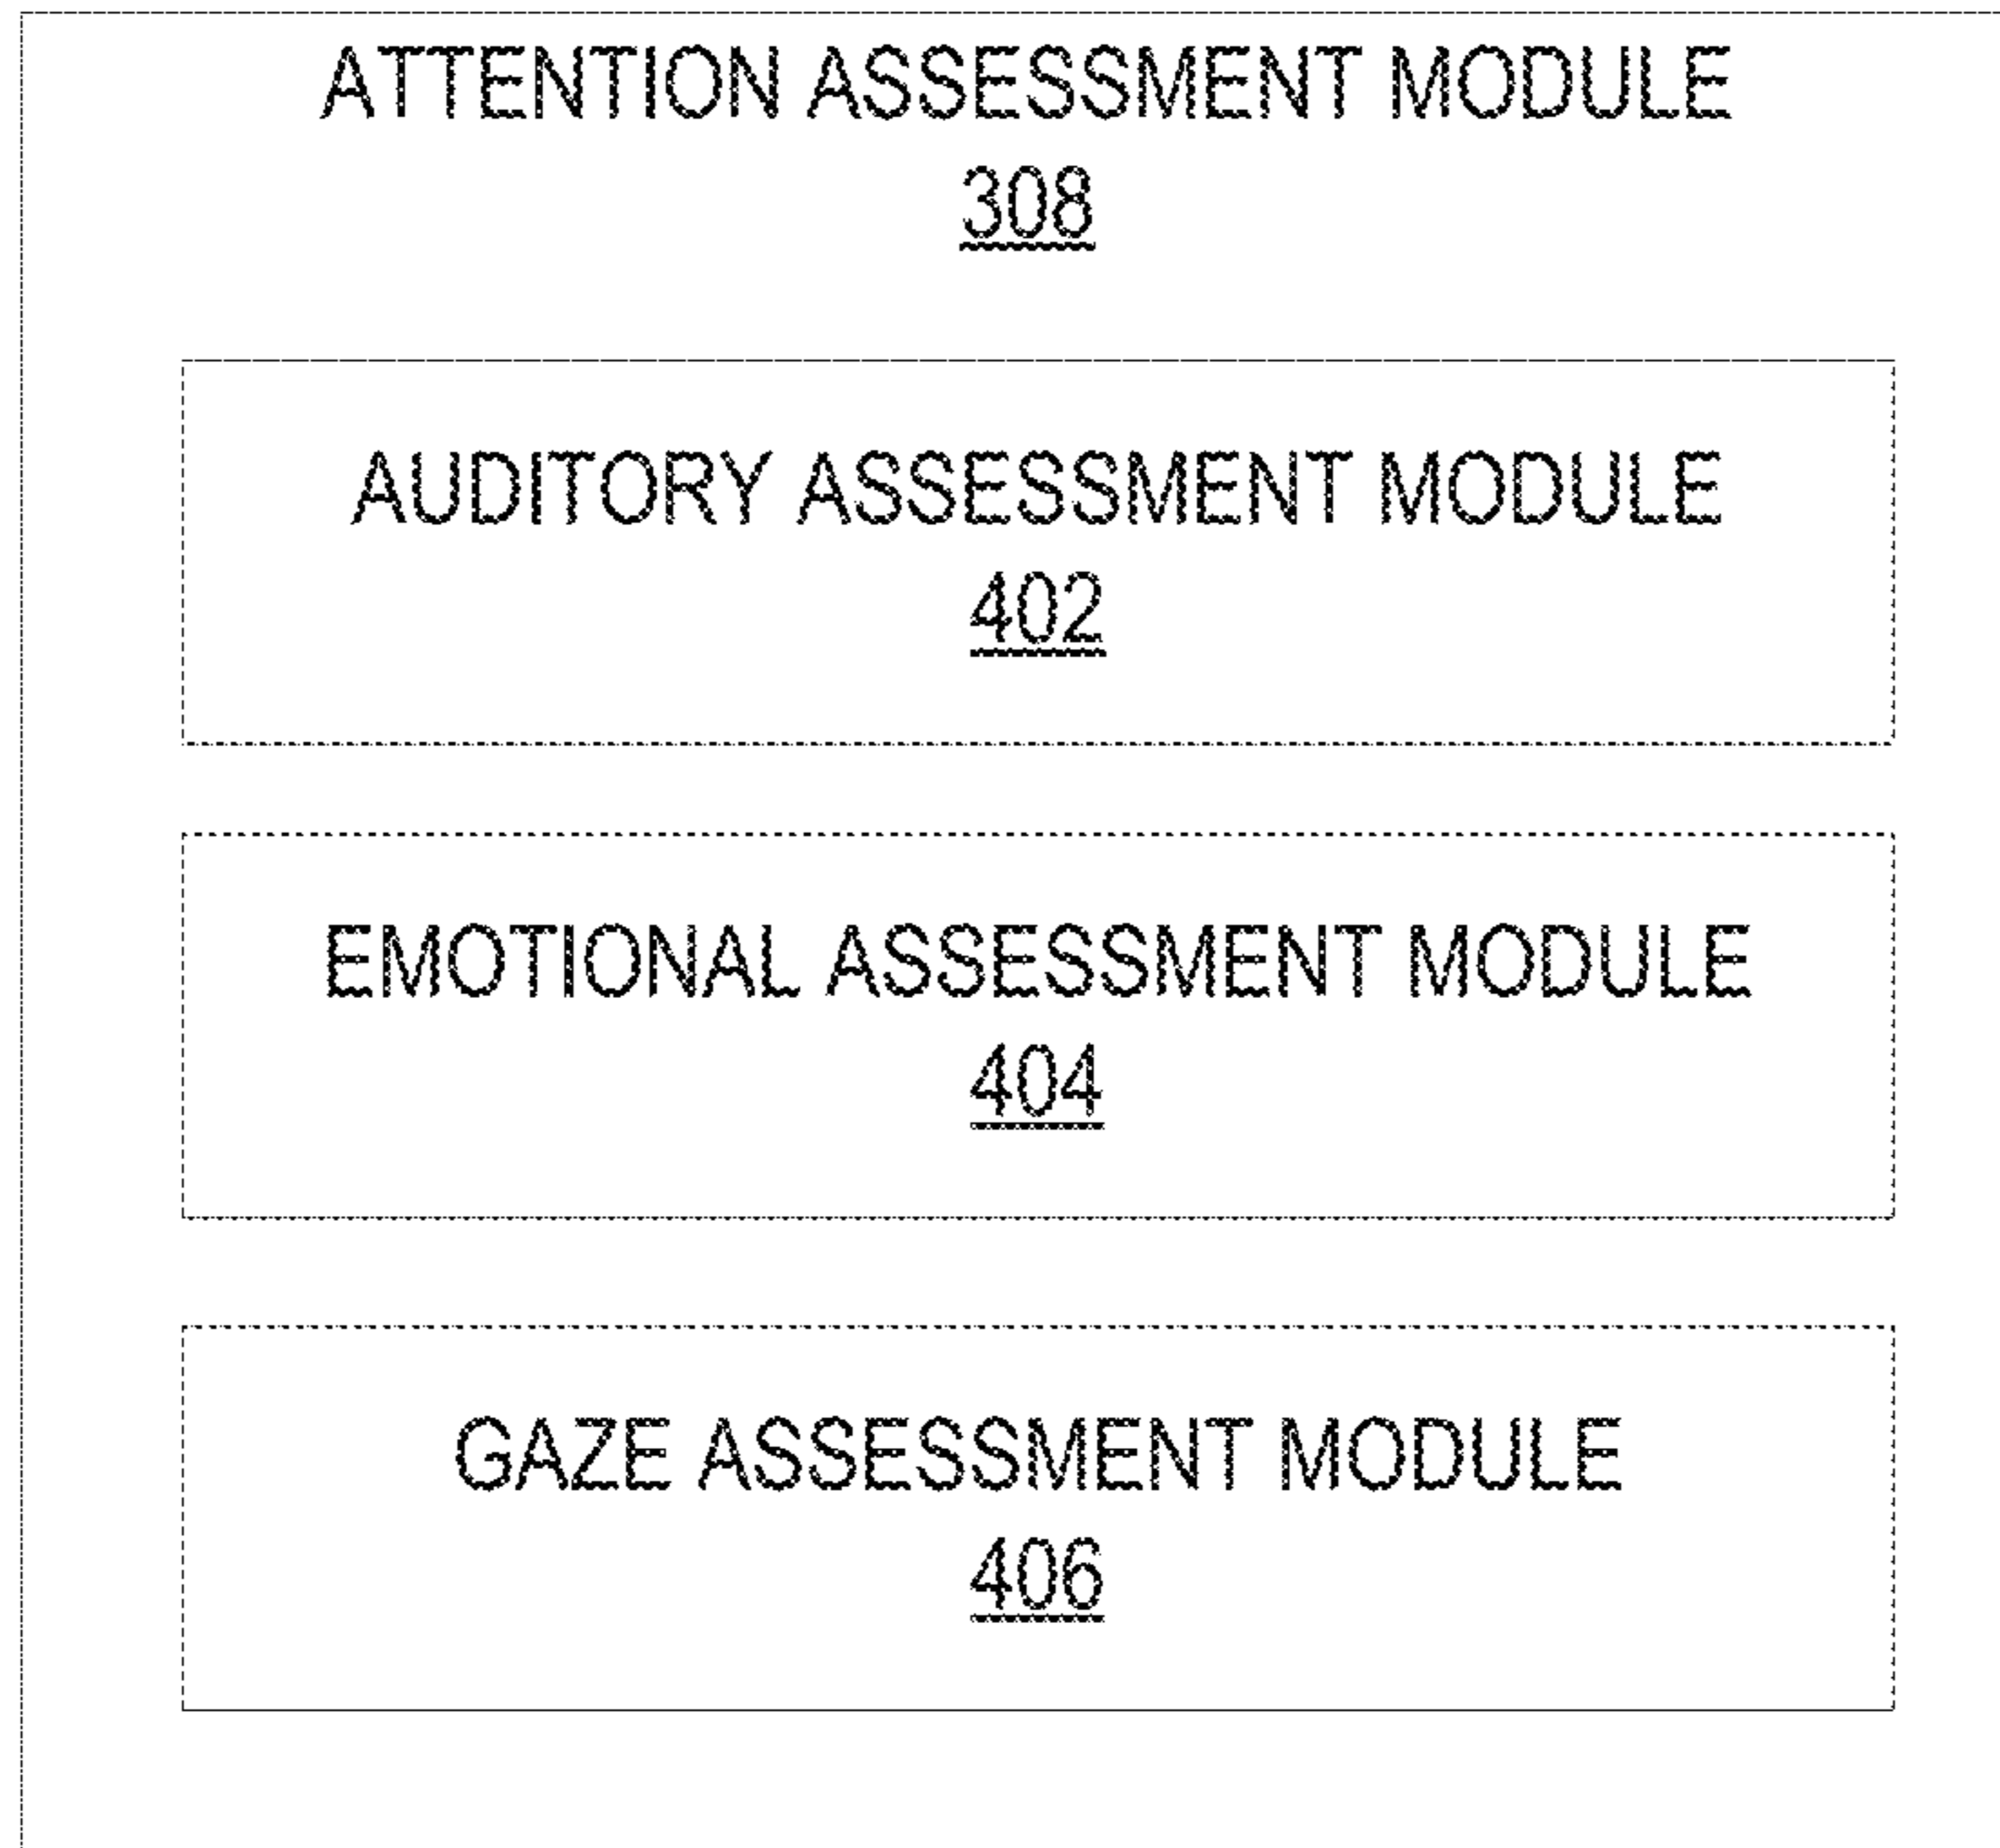 ATTENTION ASSESSMENT MODULE
308
AUDITORY ASSESSMENT MODULE
402
EMOTIONAL ASSESSMENT MODULE
404
GAZE ASSESSMENT MODULE
406